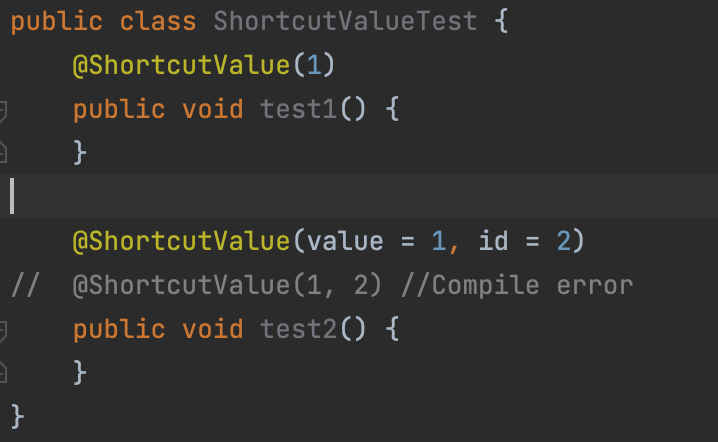 public class ShortcutValueTest {
    @ShortcutValue(1)
    public void test1() {
    }

    @ShortcutValue(value = 1, id = 2)
//  @ShortcutValue(1, 2) //Compile error
    public void test2() {
    }
}